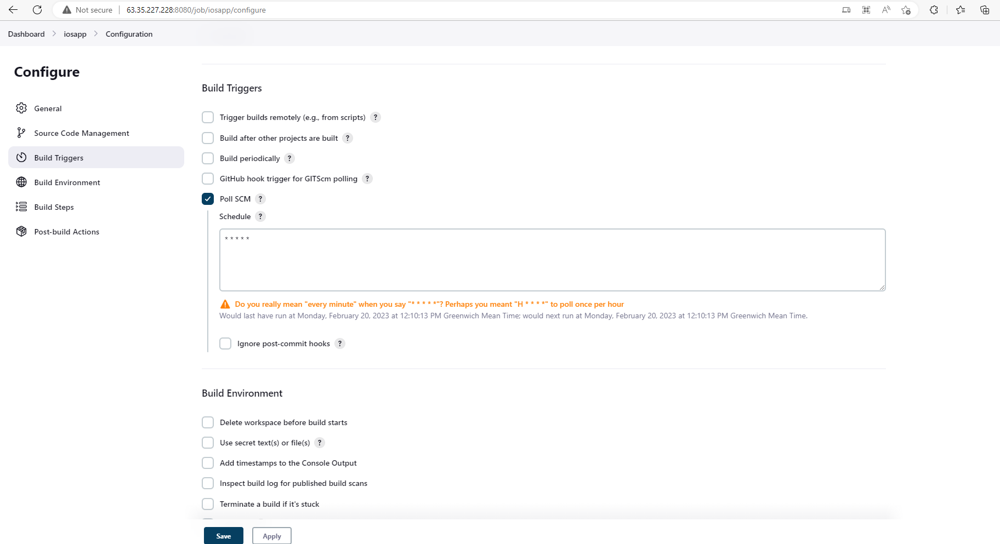 Not secure 63.35.227.228:8080/job/iosapp/configure
Dashboard iosapp Configuration
Configure
General
Source Code Management
Build Triggers
Build Environment
Build Steps
Post-build Actions
Build Triggers
Trigger builds remotely (e.g., from scripts) ?
Build after other projects are built ?
Build periodically ?
GitHub hook trigger for GITScm polling ?
Poll SCM ?
Schedule ?
* * * * *
Do you really mean "every minute" when you say "* * * * *"? Perhaps you meant "H * * * *" to poll once per hour
Would last have run at Monday, February 20, 2023 at 12:10:13 PM Greenwich Mean Time; would next run at Monday, February 20, 2023 at 12:10:13 PM Greenwich Mean Time.
Ignore post-commit hooks ?
Build Environment
Delete workspace before build starts
Use secret text(s) or file(s) ?
Add timestamps to the Console Output
Inspect build log for published build scans
Terminate a build if it's stuck
Save Apply